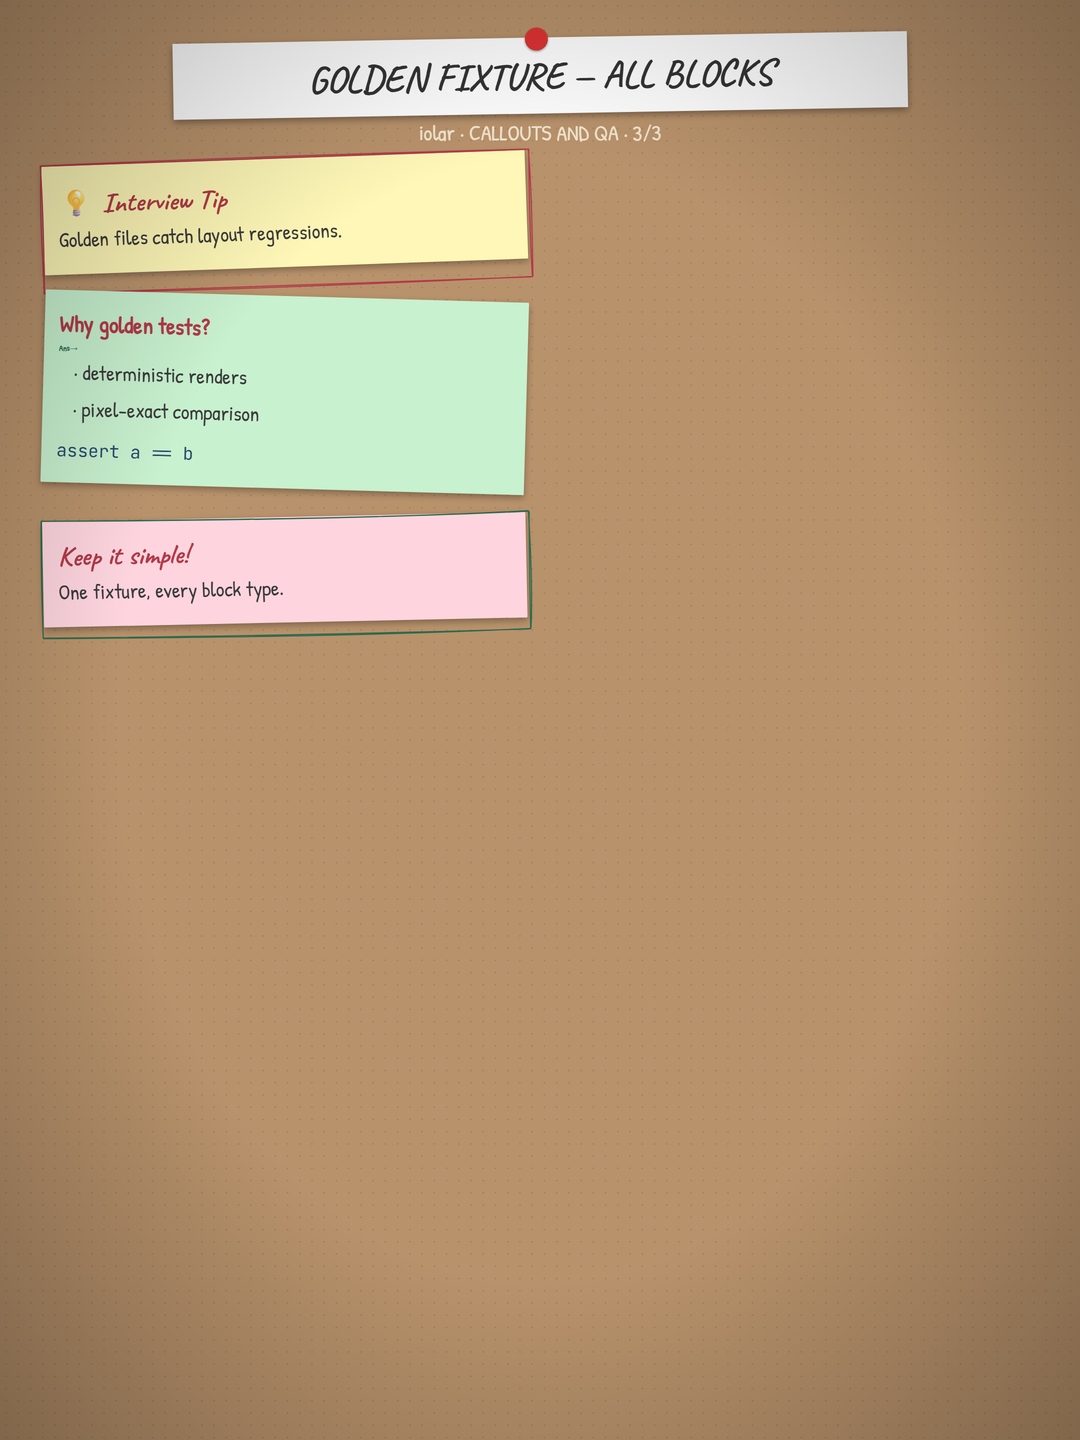 GOLDEN FIXTURE – ALL BLOCKS
iolar · CALLOUTS AND QA · 3/3
Interview Tip
Golden files catch layout regressions.
Why golden tests?
Ans→
· deterministic renders
· pixel-exact comparison
assert a == b
Keep it simple!
One fixture, every block type.